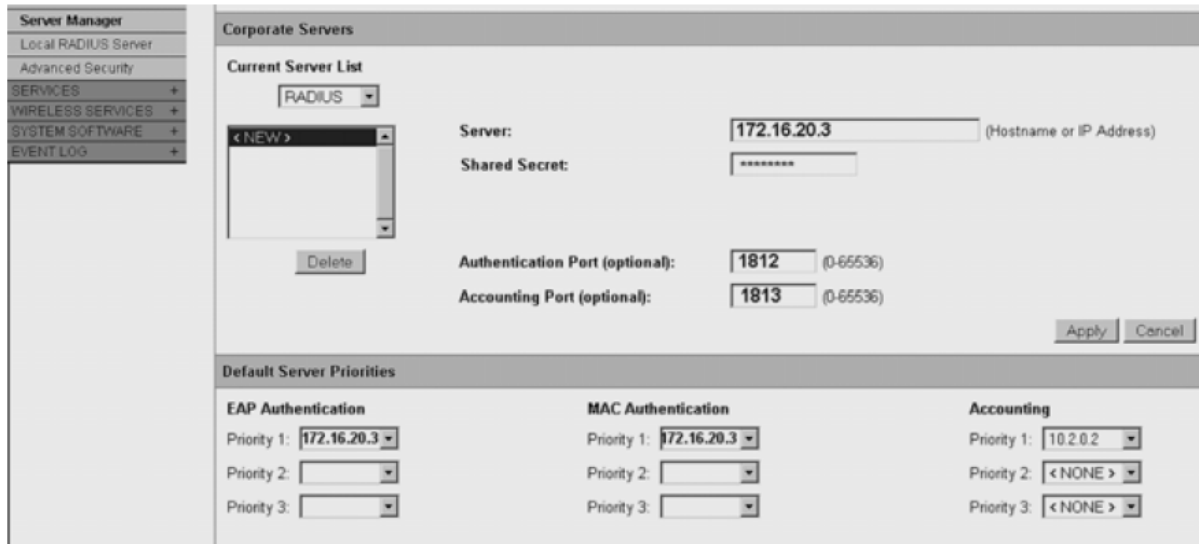 Server Manager
Local RADIUS Server
Advanced Security
SERVICES +
WIRELESS SERVICES +
SYSTEM SOFTWARE +
EVENT LOG +
Corporate Servers
Current Server List
RADIUS
< NEW >
Delete
Server: 172.16.20.3 (Hostname or IP Address)
Shared Secret: ********
Authentication Port (optional): 1812 (0-65536)
Accounting Port (optional): 1813 (0-65536)
Apply Cancel
Default Server Priorities
EAP Authentication
Priority 1: 172.16.20.3
Priority 2:
Priority 3:
MAC Authentication
Priority 1: 172.16.20.3
Priority 2:
Priority 3:
Accounting
Priority 1: 10.2.0.2
Priority 2: < NONE >
Priority 3: < NONE >